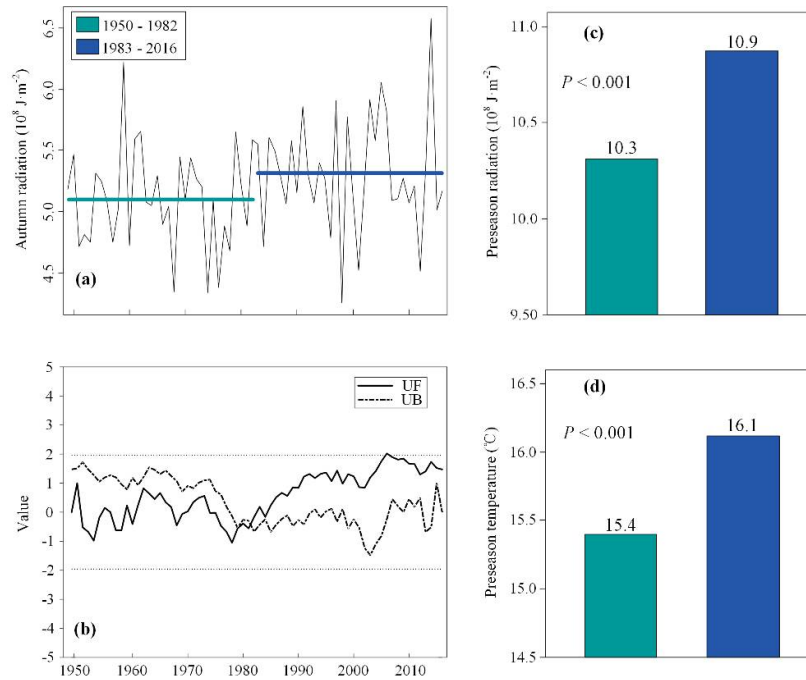 1950 - 1982
1983 - 2016
Autumn radiation (10⁸ J·m⁻²)
6.5
6.0
5.5
5.0
4.5
(a)
(c)
P < 0.001
10.3
10.9
Preseason radiation (10⁸ J·m⁻²)
11.0
10.5
10.0
9.50
UF
UB
Value
5
4
3
2
1
0
-1
-2
-3
-4
-5
(b)
1950 1960 1970 1980 1990 2000 2010
(d)
P < 0.001
15.4
16.1
Preseason temperature (℃)
16.5
16.0
15.5
15.0
14.5